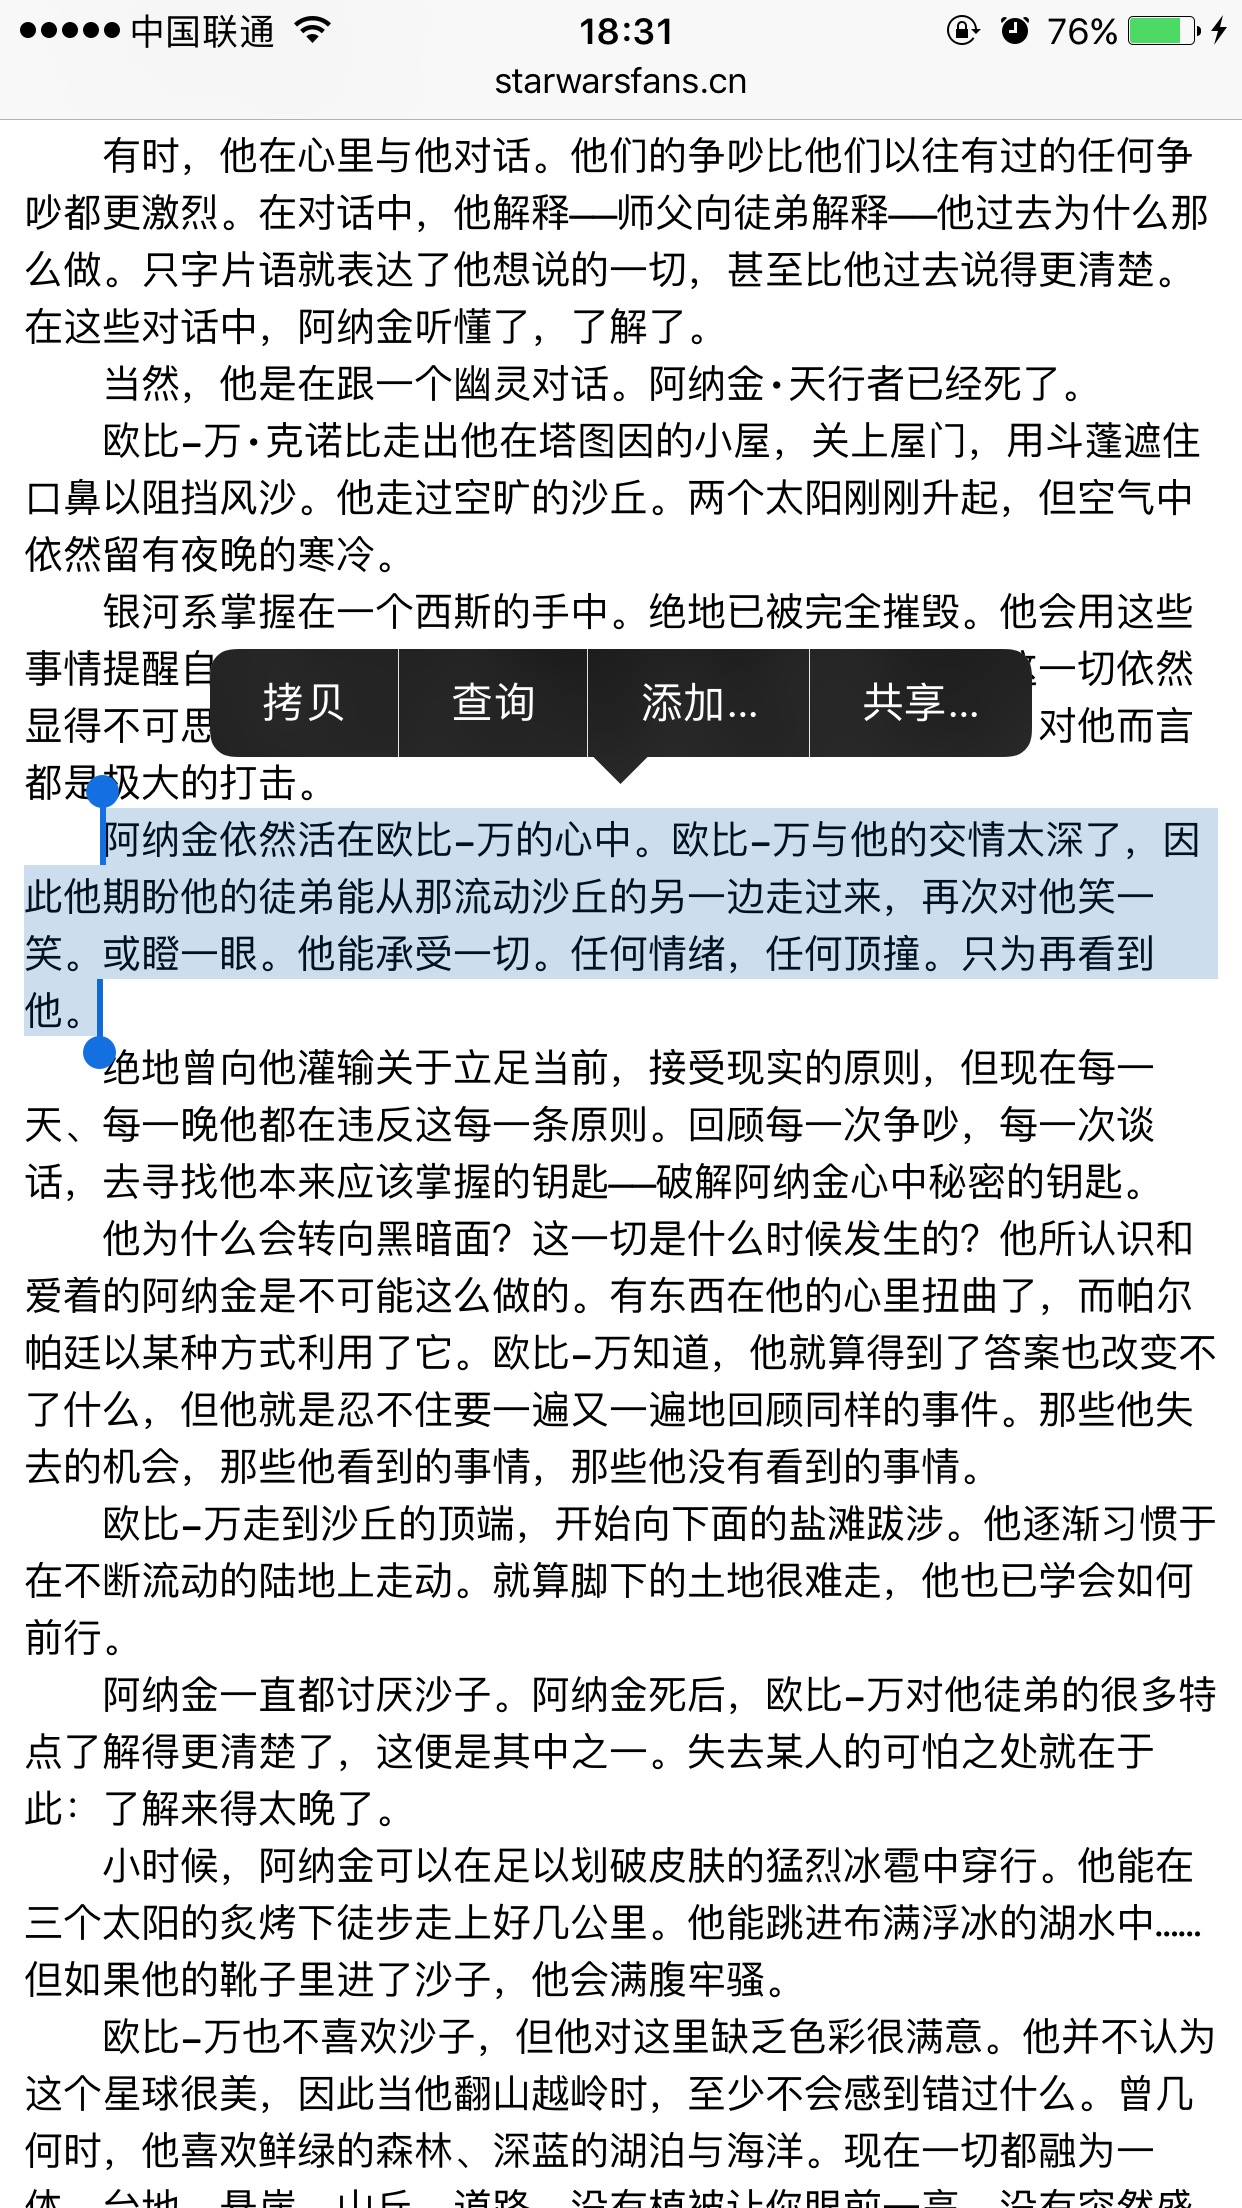 中国联通 18:31 76%
starwarsfans.cn
有时，他在心里与他对话。他们的争吵比他们以往有过的任何争
吵都更激烈。在对话中，他解释——师父向徒弟解释——他过去为什么那
么做。只字片语就表达了他想说的一切，甚至比他过去说得更清楚。
在这些对话中，阿纳金听懂了，了解了。
当然，他是在跟一个幽灵对话。阿纳金·天行者已经死了。
欧比-万·克诺比走出他在塔图因的小屋，关上屋门，用斗蓬遮住
口鼻以阻挡风沙。他走过空旷的沙丘。两个太阳刚刚升起，但空气中
依然留有夜晚的寒冷。
银河系掌握在一个西斯的手中。绝地已被完全摧毁。他会用这些
事情提醒自 一切依然
拷贝 查询 添加... 共享...
显得不可思 对他而言
都是极大的打击。
阿纳金依然活在欧比-万的心中。欧比-万与他的交情太深了，因
此他期盼他的徒弟能从那流动沙丘的另一边走过来，再次对他笑一
笑。或瞪一眼。他能承受一切。任何情绪，任何顶撞。只为再看到
他。
绝地曾向他灌输关于立足当前，接受现实的原则，但现在每一
天、每一晚他都在违反这每一条原则。回顾每一次争吵，每一次谈
话，去寻找他本来应该掌握的钥匙——破解阿纳金心中秘密的钥匙。
他为什么会转向黑暗面？这一切是什么时候发生的？他所认识和
爱着的阿纳金是不可能这么做的。有东西在他的心里扭曲了，而帕尔
帕廷以某种方式利用了它。欧比-万知道，他就算得到了答案也改变不
了什么，但他就是忍不住要一遍又一遍地回顾同样的事件。那些他失
去的机会，那些他看到的事情，那些他没有看到的事情。
欧比-万走到沙丘的顶端，开始向下面的盐滩跋涉。他逐渐习惯于
在不断流动的陆地上走动。就算脚下的土地很难走，他也已学会如何
前行。
阿纳金一直都讨厌沙子。阿纳金死后，欧比-万对他徒弟的很多特
点了解得更清楚了，这便是其中之一。失去某人的可怕之处就在于
此：了解来得太晚了。
小时候，阿纳金可以在足以划破皮肤的猛烈冰雹中穿行。他能在
三个太阳的炙烤下徒步走上好几公里。他能跳进布满浮冰的湖水中……
但如果他的靴子里进了沙子，他会满腹牢骚。
欧比-万也不喜欢沙子，但他对这里缺乏色彩很满意。他并不认为
这个星球很美，因此当他翻山越岭时，至少不会感到错过什么。曾几
何时，他喜欢鲜绿的森林、深蓝的湖泊与海洋。现在一切都融为一
体，台地、悬崖、山丘、道路。没有植被让你眼前一亮，没有突然盛